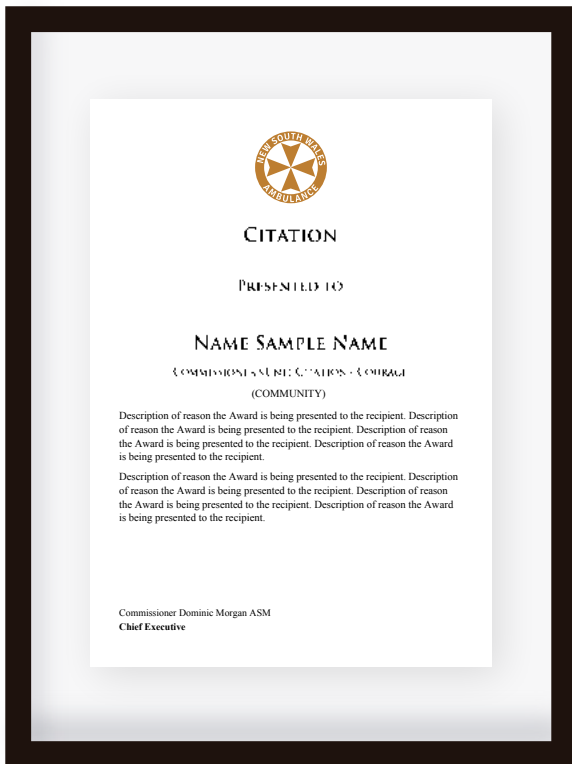 NEW SOUTH WALES
AMBULANCE
CITATION
PRESENTED TO
NAME SAMPLE NAME
COMMISSIONER'S UNIT CITATION - COURAGE
(COMMUNITY)
Description of reason the Award is being presented to the recipient. Description
of reason the Award is being presented to the recipient. Description of reason
the Award is being presented to the recipient. Description of reason the Award
is being presented to the recipient.
Description of reason the Award is being presented to the recipient. Description
of reason the Award is being presented to the recipient. Description of reason
the Award is being presented to the recipient. Description of reason the Award
is being presented to the recipient.
Commissioner Dominic Morgan ASM
Chief Executive